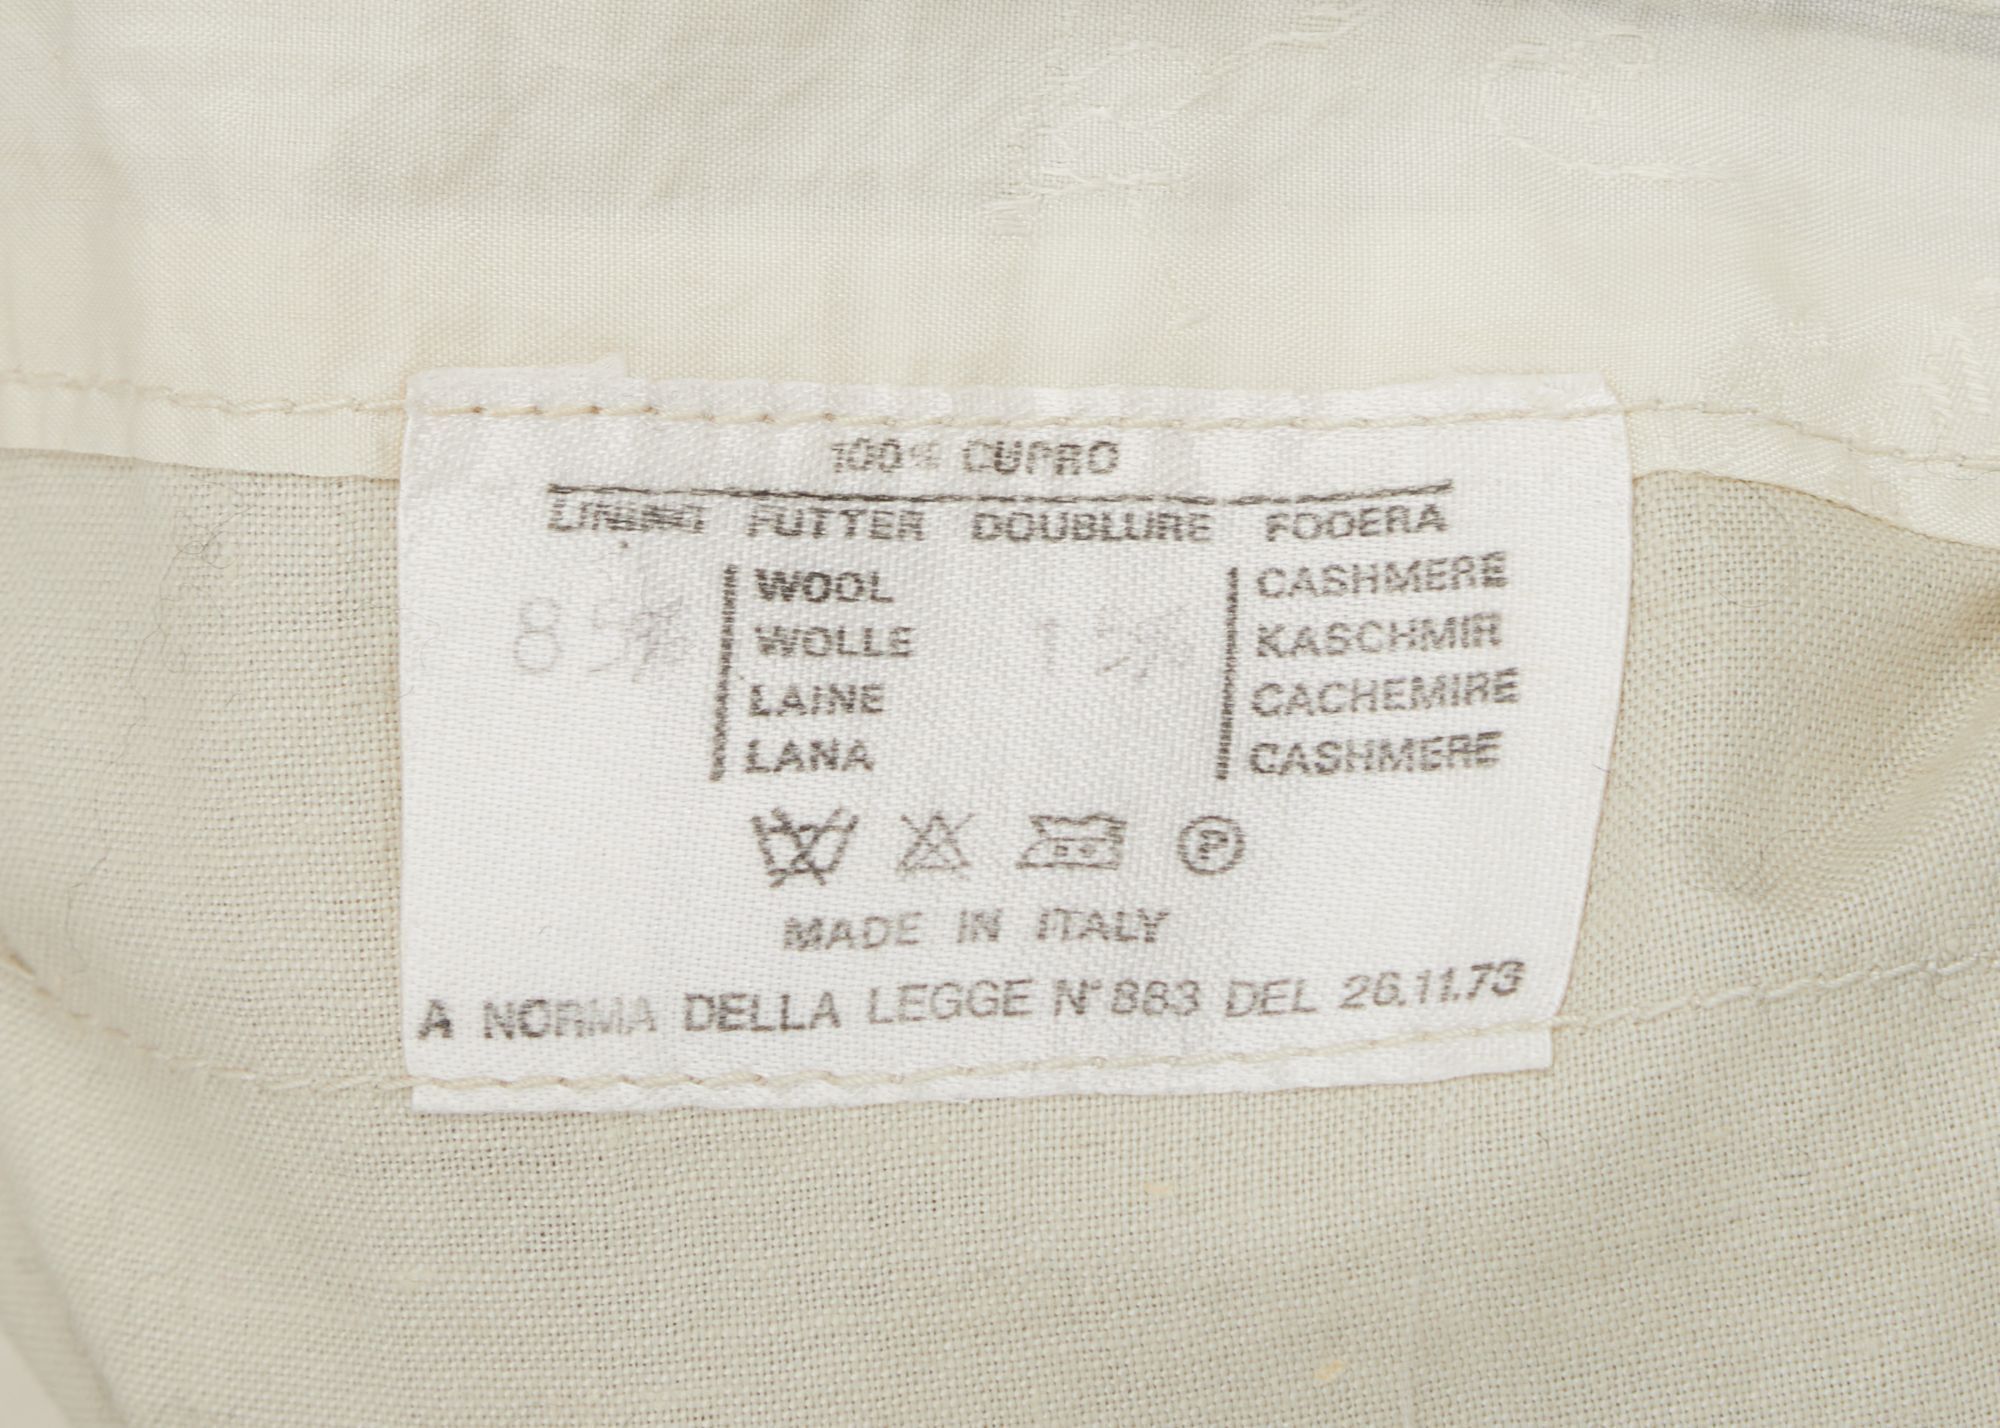 100% CUPRO
LINING FUTTER DOUBLURE FODERA
85% WOOL 15% CASHMERE
WOLLE KASCHMIR
LAINE CACHEMIRE
LANA CASHMERE
P
MADE IN ITALY
A NORMA DELLA LEGGE N° 883 DEL 26.11.73